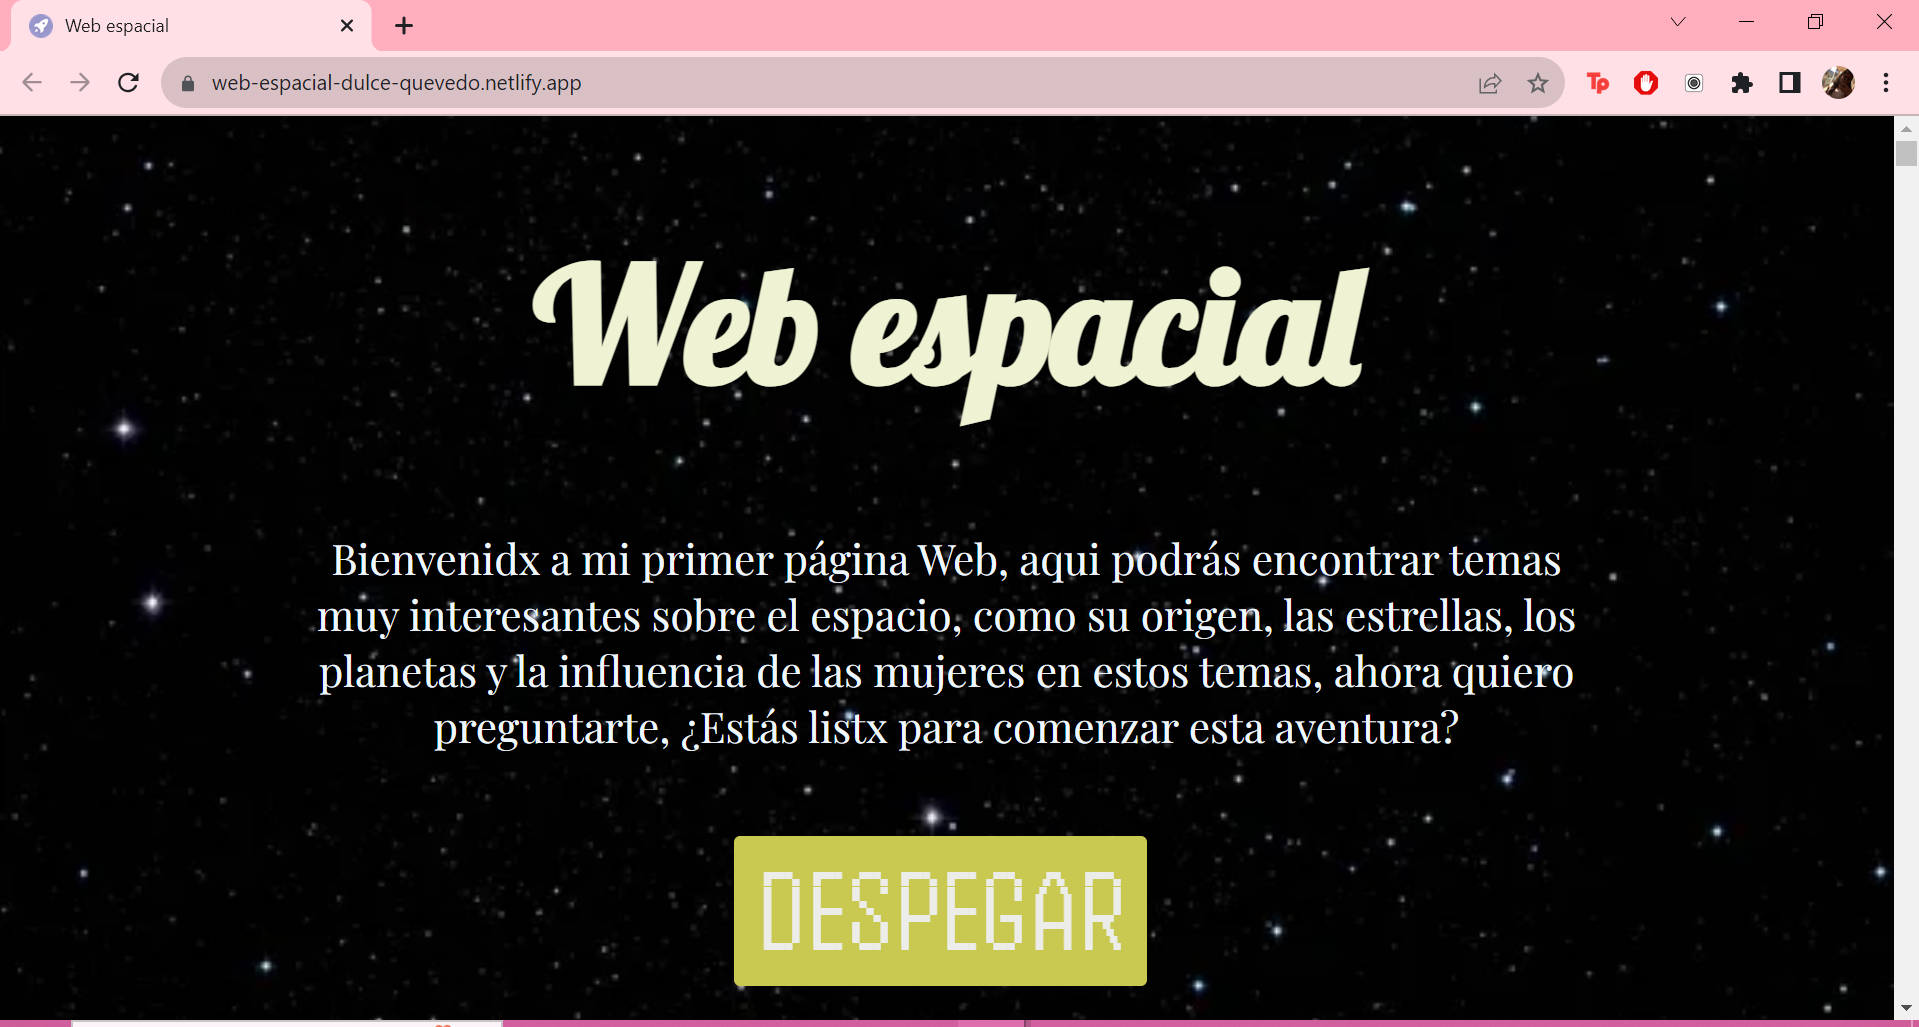 Web espacial
web-espacial-dulce-quevedo.netlify.app
Tp
Web espacial
Bienvenidx a mi primer página Web, aqui podrás encontrar temas
muy interesantes sobre el espacio, como su origen, las estrellas, los
planetas y la influencia de las mujeres en estos temas, ahora quiero
preguntarte, ¿Estás listx para comenzar esta aventura?
DESPEGAR